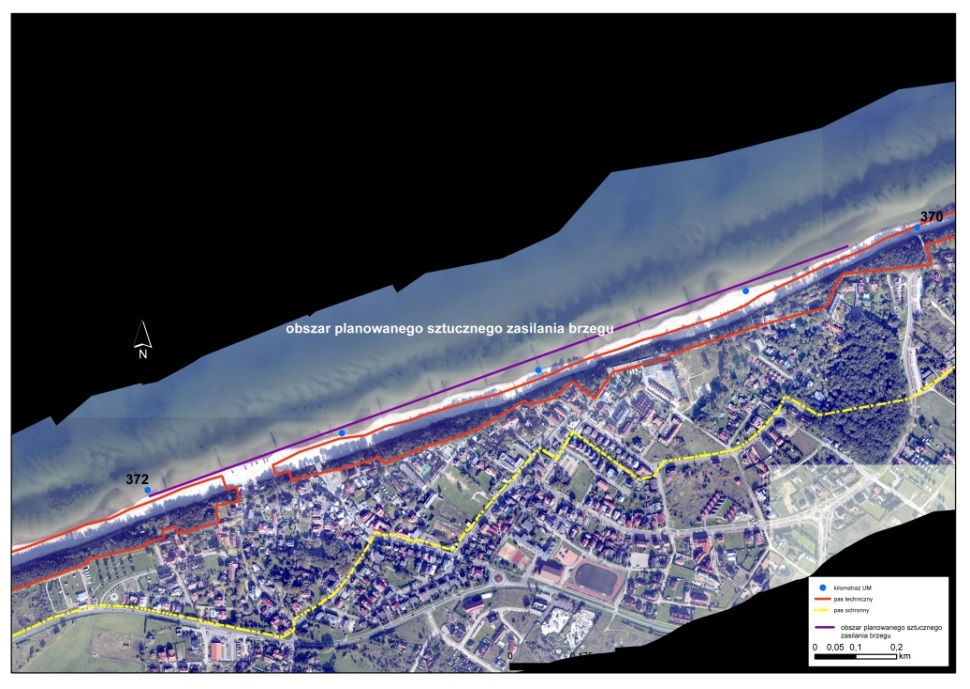 370
obszar planowanego sztucznego zasilania brzegu
N
372
kilometraż UM
pas techniczny
pas ochronny
obszar planowanego sztucznego
zasilania brzegu
0 0,05 0,1 0,2
km